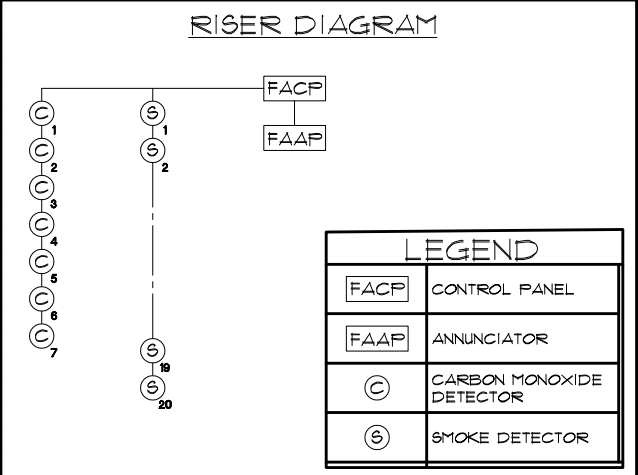 RISER DIAGRAM
FACP
FAAP
C 1
C 2
C 3
C 4
C 5
C 6
C 7
S 1
S 2
S 19
S 20
LEGEND
FACP CONTROL PANEL
FAAP ANNUNCIATOR
C CARBON MONOXIDE
DETECTOR
S SMOKE DETECTOR